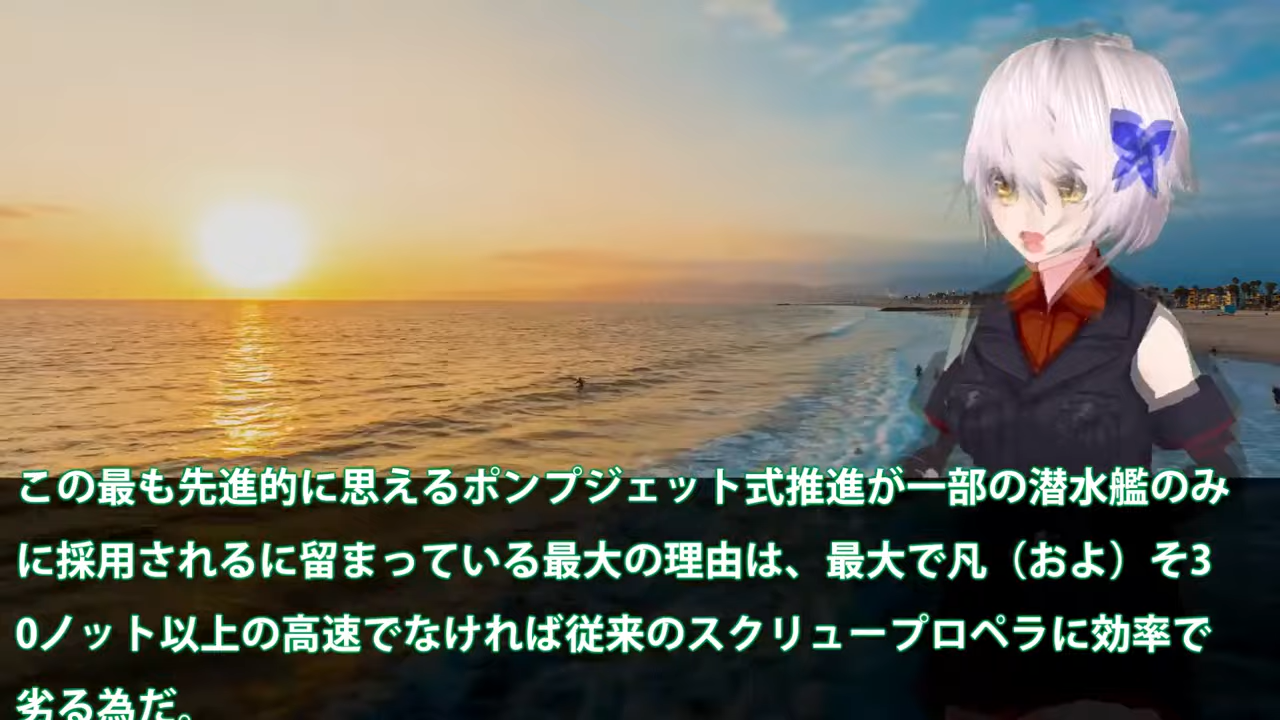 この最も先進的に思えるポンプジェット式推進が一部の潜水艦のみ
に採用されるに留まっている最大の理由は、最大で凡（およ）そ3
0ノット以上の高速でなければ従来のスクリュープロペラに効率で
劣る為だ。